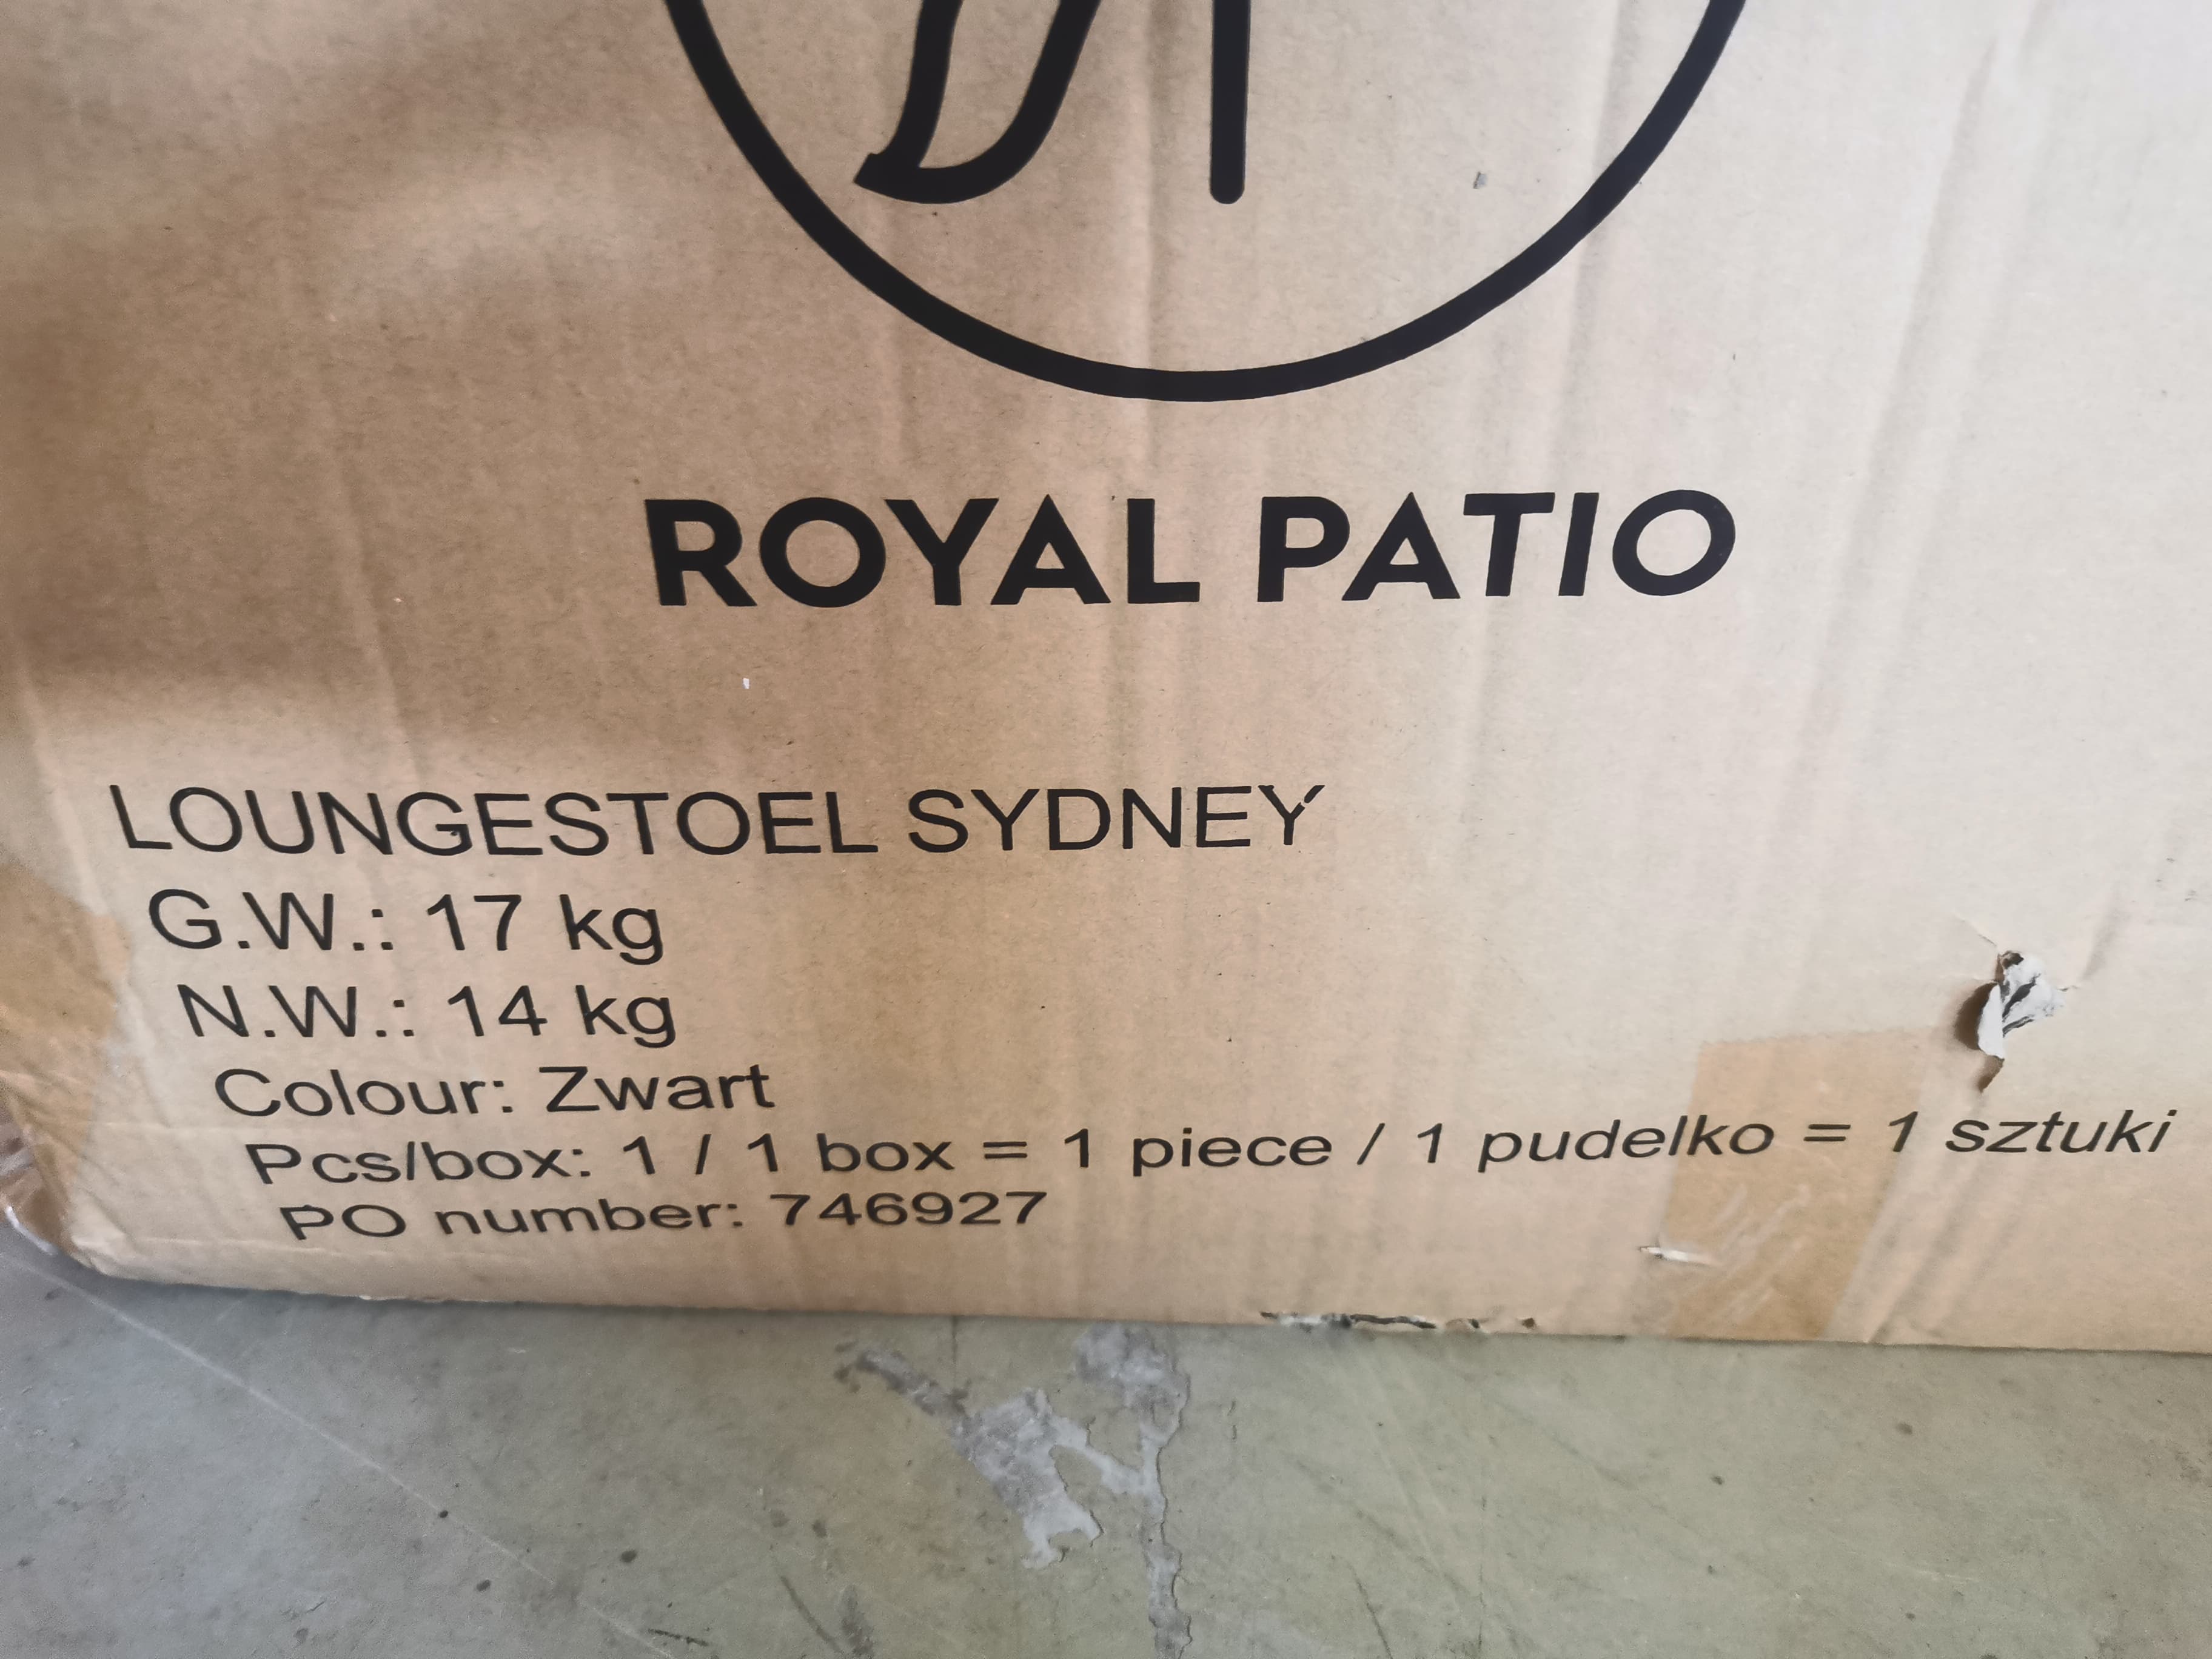 ROYAL PATIO
LOUNGESTOEL SYDNEY
G.W.: 17 kg
N.W.: 14 kg
Colour: Zwart
Pcs/box: 1 / 1 box = 1 piece / 1 pudelko = 1 sztuki
PO number: 746927